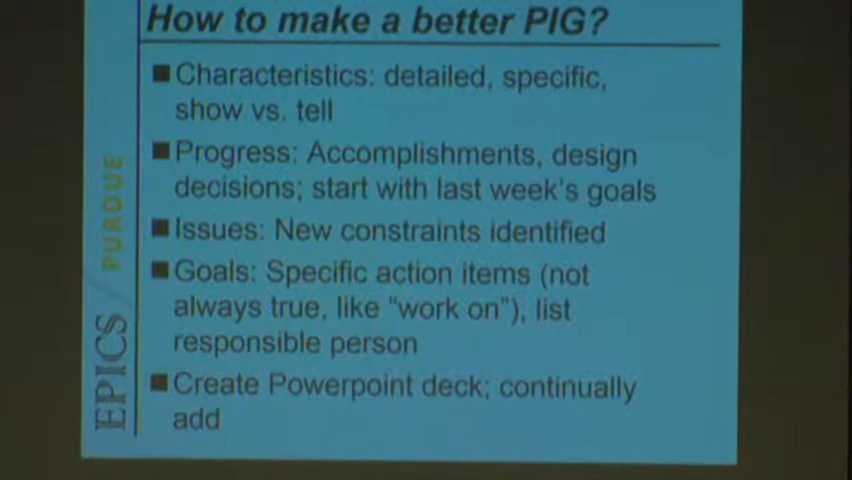 How to make a better PIG?
■ Characteristics: detailed, specific,
show vs. tell
■ Progress: Accomplishments, design
decisions; start with last week's goals
■ Issues: New constraints identified
■ Goals: Specific action items (not
always true, like “work on”), list
responsible person
■ Create Powerpoint deck; continually
add
EPICS / PURDUE